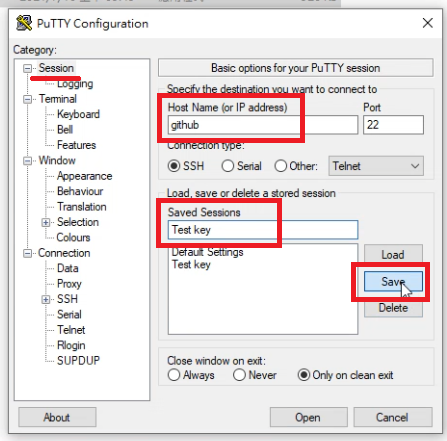 PuTTY Configuration
Category:
Session
Logging
Terminal
Keyboard
Bell
Features
Window
Appearance
Behaviour
Translation
Selection
Colours
Connection
Data
Proxy
SSH
Serial
Telnet
Rlogin
SUPDUP
Basic options for your PuTTY session
Specify the destination you want to connect to
Host Name (or IP address) Port
github 22
Connection type:
SSH Serial Other: Telnet
Load, save or delete a stored session
Saved Sessions
Test key
Default Settings
Test key
Load
Save
Delete
Close window on exit:
Always Never Only on clean exit
About Open Cancel